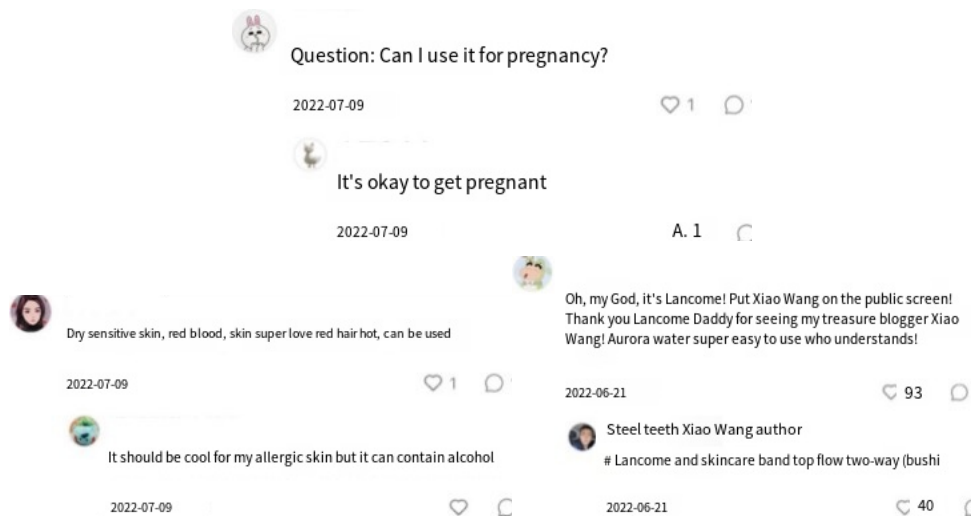 Question: Can I use it for pregnancy?
2022-07-09
1
It's okay to get pregnant
2022-07-09
A. 1
Dry sensitive skin, red blood, skin super love red hair hot, can be used
2022-07-09
1
It should be cool for my allergic skin but it can contain alcohol
2022-07-09
Oh, my God, it's Lancome! Put Xiao Wang on the public screen!
Thank you Lancome Daddy for seeing my treasure blogger Xiao
Wang! Aurora water super easy to use who understands!
2022-06-21
93
Steel teeth Xiao Wang author
# Lancome and skincare band top flow two-way (bushi
2022-06-21
40